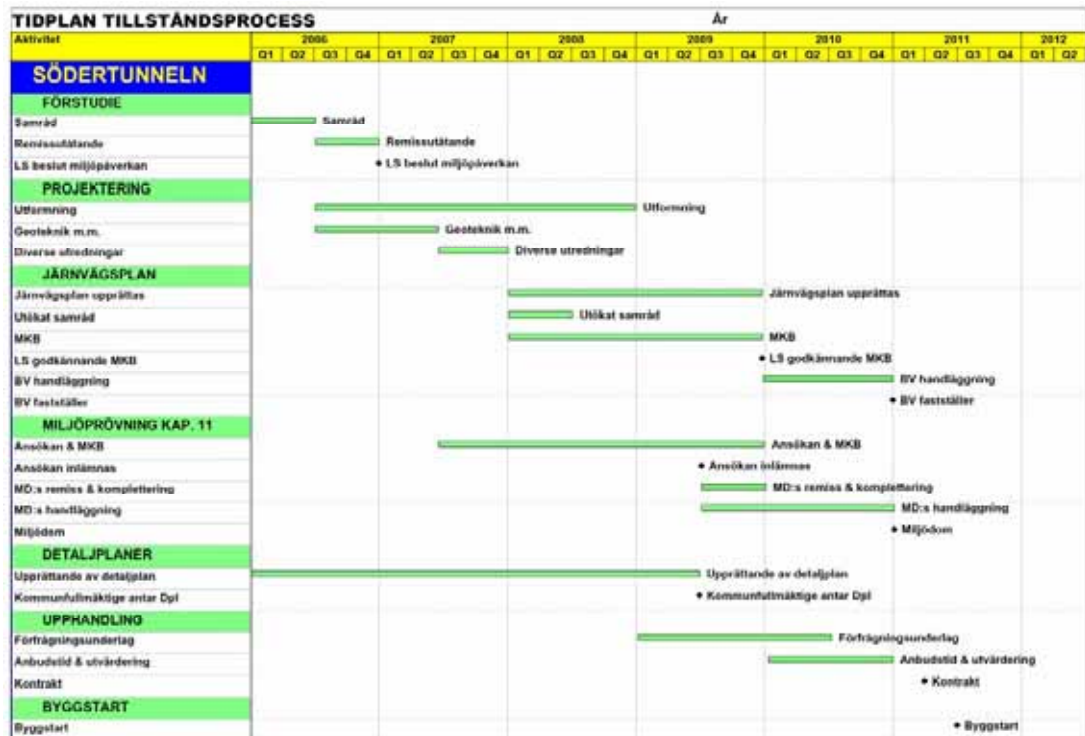 TIDPLAN TILLSTÅNDSPROCESS År
Aktivitet 2006 2007 2008 2009 2010 2011 2012
Q1 Q2 Q3 Q4 Q1 Q2 Q3 Q4 Q1 Q2 Q3 Q4 Q1 Q2 Q3 Q4 Q1 Q2 Q3 Q4 Q1 Q2 Q3 Q4 Q1 Q2
SÖDERTUNNELN
FÖRSTUDIE
Samråd Samråd
Remissutåtande Remissutåtande
LS beslut miljöpåverkan LS beslut miljöpåverkan
PROJEKTERING
Utformning Utformning
Geoteknik m.m. Geoteknik m.m.
Diverse utredningar Diverse utredningar
JÄRNVÄGSPLAN
Järnvägsplan upprättas Järnvägsplan upprättas
Utökat samråd Utökat samråd
MKB MKB
LS godkännande MKB LS godkännande MKB
BV handläggning BV handläggning
BV fastställer BV fastställer
MILJÖPRÖVNING KAP. 11
Ansökan & MKB Ansökan & MKB
Ansökan inlämnas Ansökan inlämnas
MD:s remiss & komplettering MD:s remiss & komplettering
MD:s handläggning MD:s handläggning
Miljödom Miljödom
DETALJPLANER
Upprättande av detaljplan Upprättande av detaljplan
Kommunfullmäktige antar Dpl Kommunfullmäktige antar Dpl
UPPHANDLING
Förfrågningsunderlag Förfrågningsunderlag
Anbudstid & utvärdering Anbudstid & utvärdering
Kontrakt Kontrakt
BYGGSTART
Byggstart Byggstart